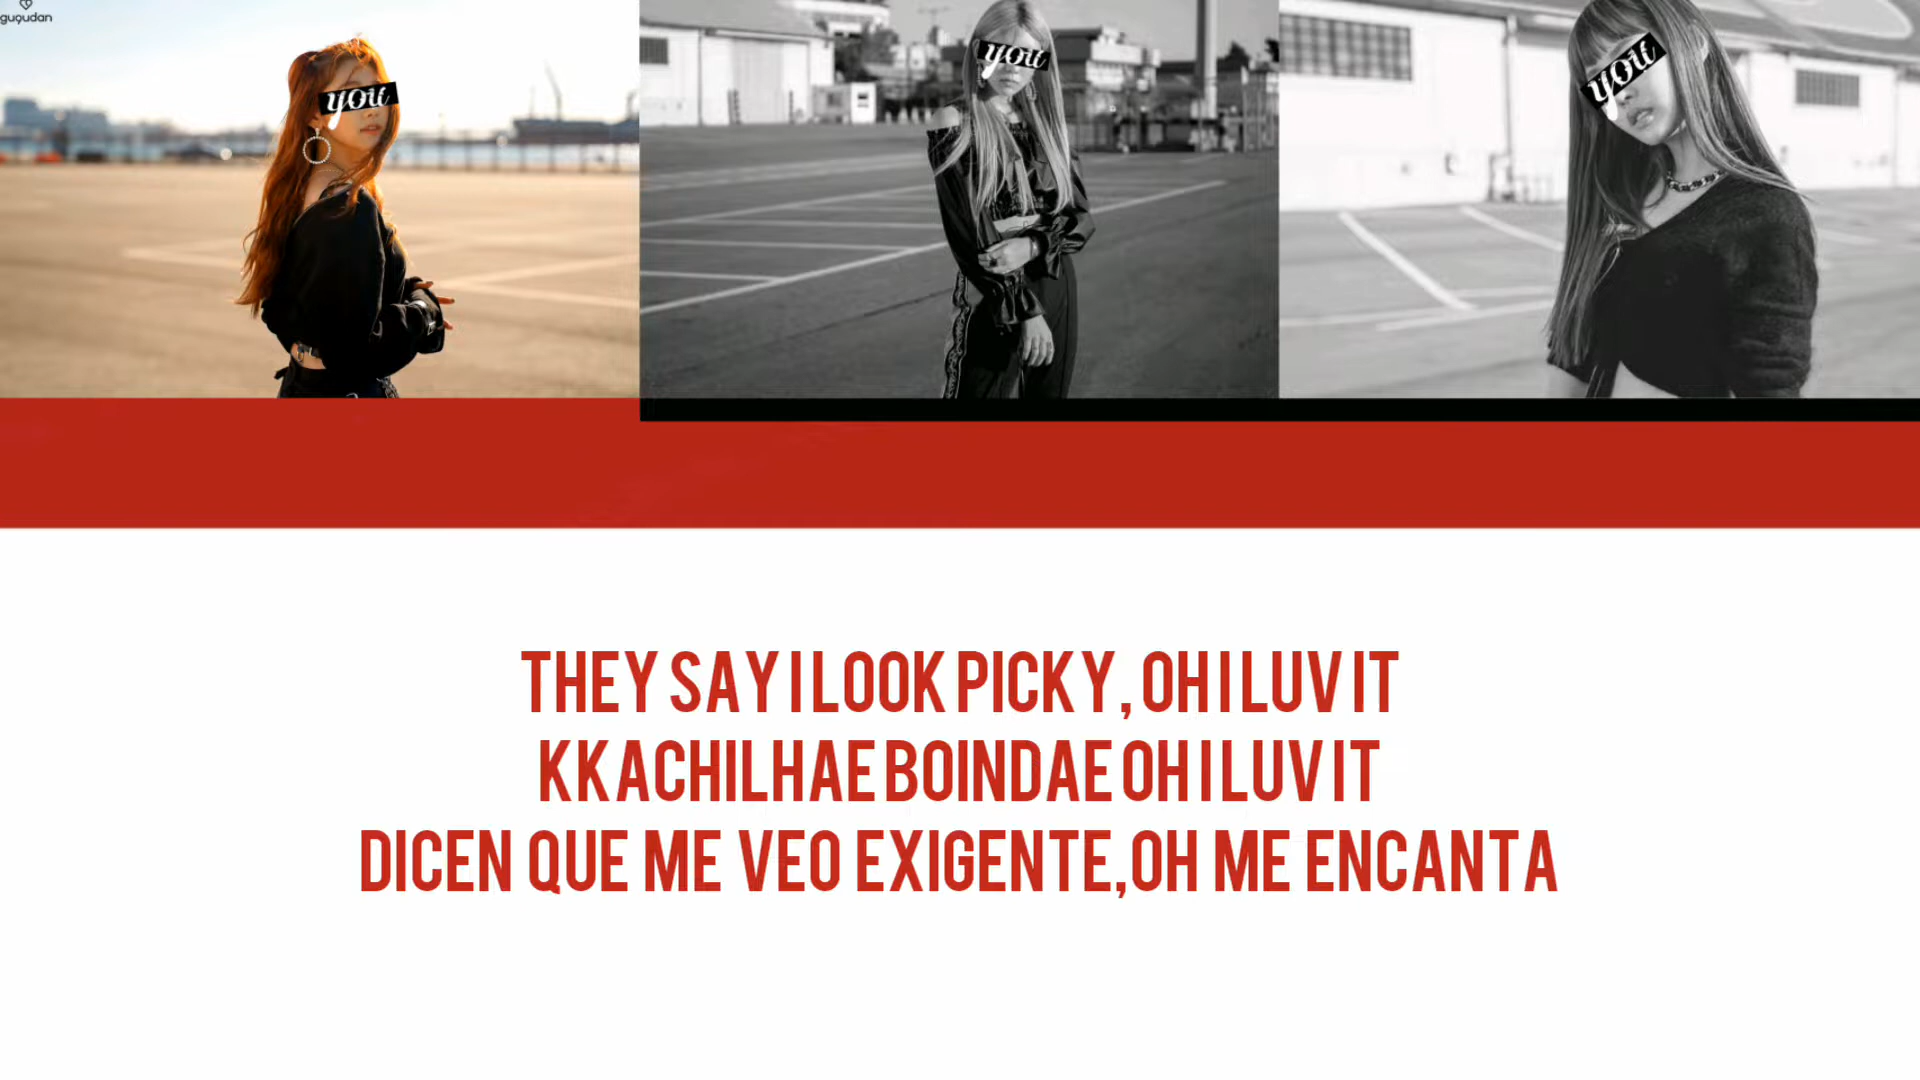 gugudan
you
you
you
THEY SAY I LOOK PICKY, OH I LUV IT
KKACHILHAE BOINDAE OH I LUV IT
DICEN QUE ME VEO EXIGENTE,OH ME ENCANTA